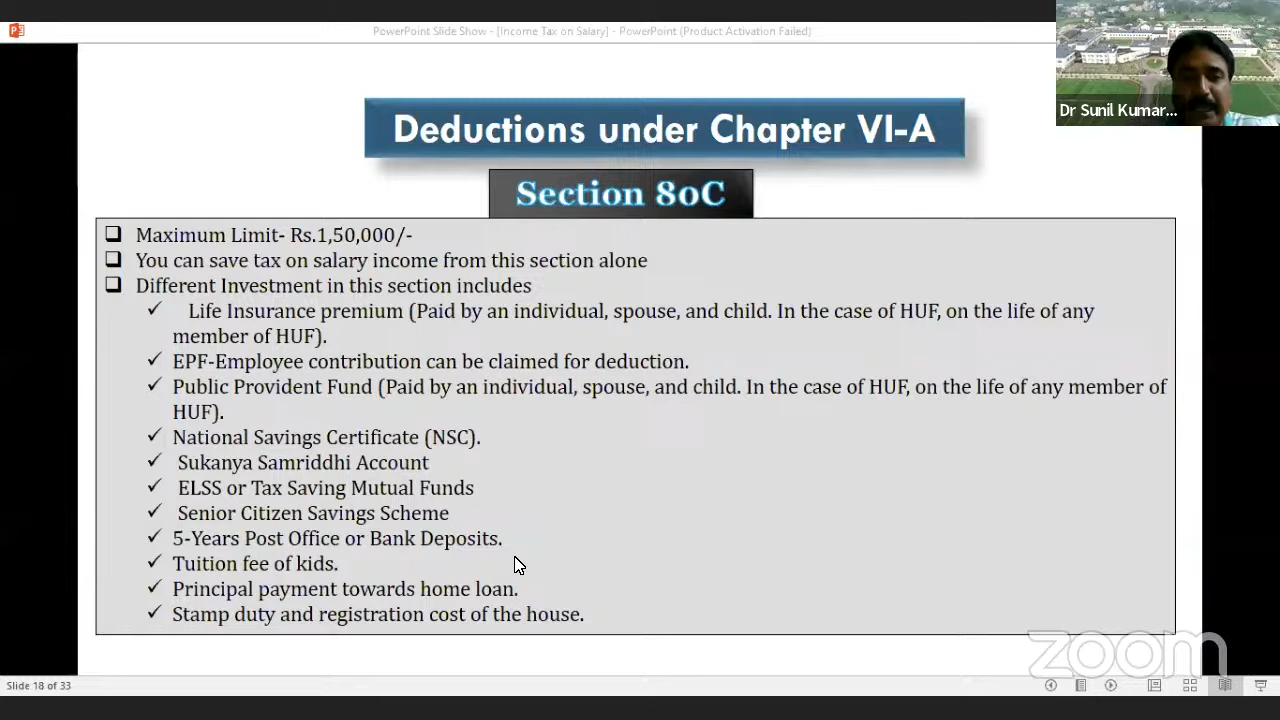 PowerPoint Slide Show - [Income Tax on Salary] - PowerPoint (Product Activation Failed)
Dr Sunil Kumar...
Deductions under Chapter VI-A
Section 80C
Maximum Limit- Rs.1,50,000/-
You can save tax on salary income from this section alone
Different Investment in this section includes
Life Insurance premium (Paid by an individual, spouse, and child. In the case of HUF, on the life of any
member of HUF).
EPF-Employee contribution can be claimed for deduction.
Public Provident Fund (Paid by an individual, spouse, and child. In the case of HUF, on the life of any member of
HUF).
National Savings Certificate (NSC).
Sukanya Samriddhi Account
ELSS or Tax Saving Mutual Funds
Senior Citizen Savings Scheme
5-Years Post Office or Bank Deposits.
Tuition fee of kids.
Principal payment towards home loan.
Stamp duty and registration cost of the house.
zoom
Slide 18 of 33